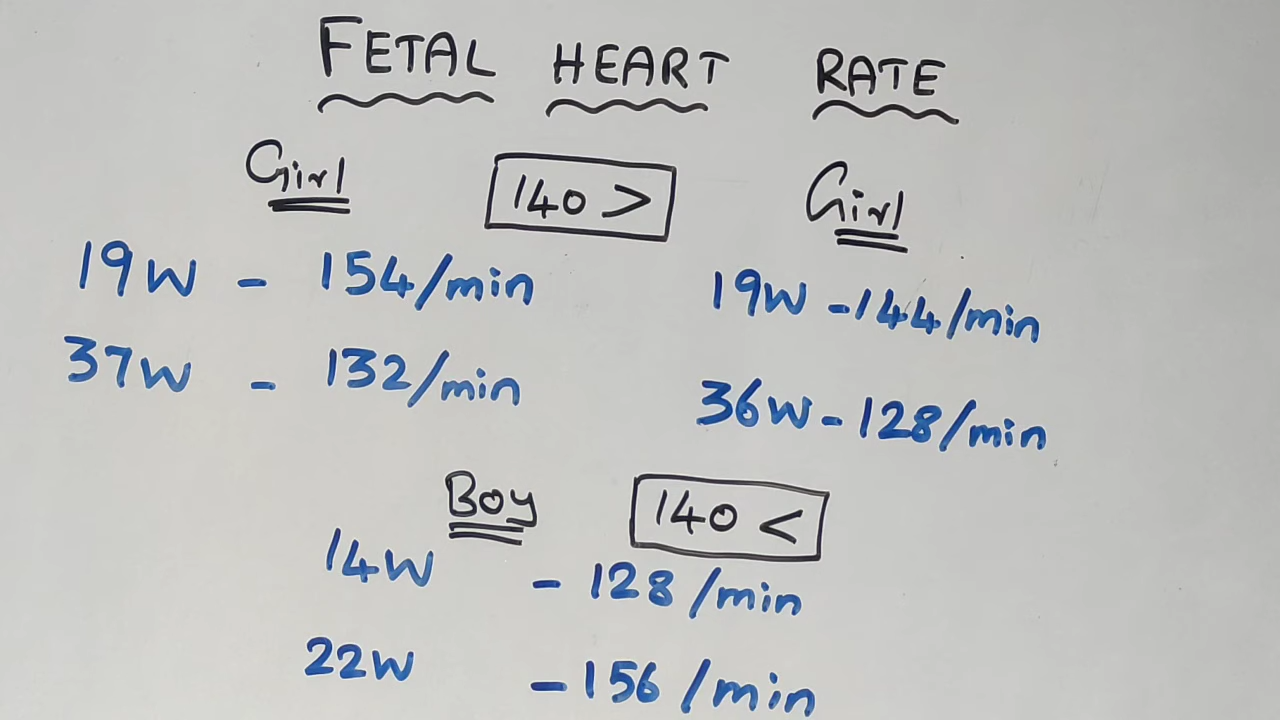 FETAL HEART RATE
Girl 140 > Girl
19W - 154/min 19W - 144/min
37W - 132/min 36W - 128/min
Boy 140 <
14W - 128/min
22W - 156/min